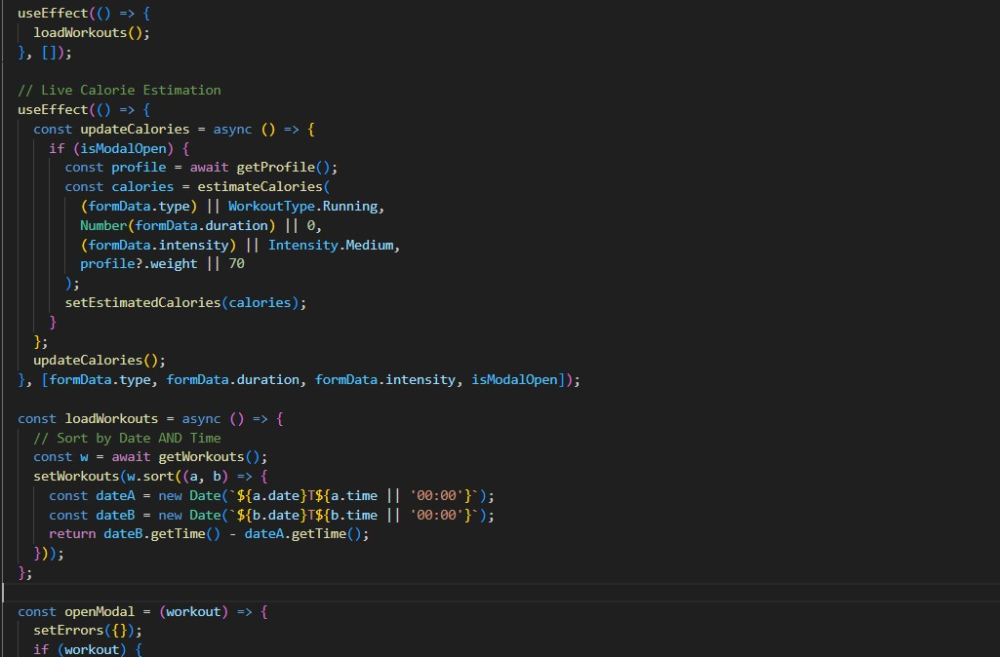 useEffect(() => {
  loadWorkouts();
}, []);

// Live Calorie Estimation
useEffect(() => {
  const updateCalories = async () => {
    if (isModalOpen) {
      const profile = await getProfile();
      const calories = estimateCalories(
        (formData.type) || WorkoutType.Running,
        Number(formData.duration) || 0,
        (formData.intensity) || Intensity.Medium,
        profile?.weight || 70
      );
      setEstimatedCalories(calories);
    }
  };
  updateCalories();
}, [formData.type, formData.duration, formData.intensity, isModalOpen]);

const loadWorkouts = async () => {
  // Sort by Date AND Time
  const w = await getWorkouts();
  setWorkouts(w.sort((a, b) => {
    const dateA = new Date(`${a.date}T${a.time || '00:00'}`);
    const dateB = new Date(`${b.date}T${b.time || '00:00'}`);
    return dateB.getTime() - dateA.getTime();
  }));
};

const openModal = (workout) => {
  setErrors({});
  if (workout) {